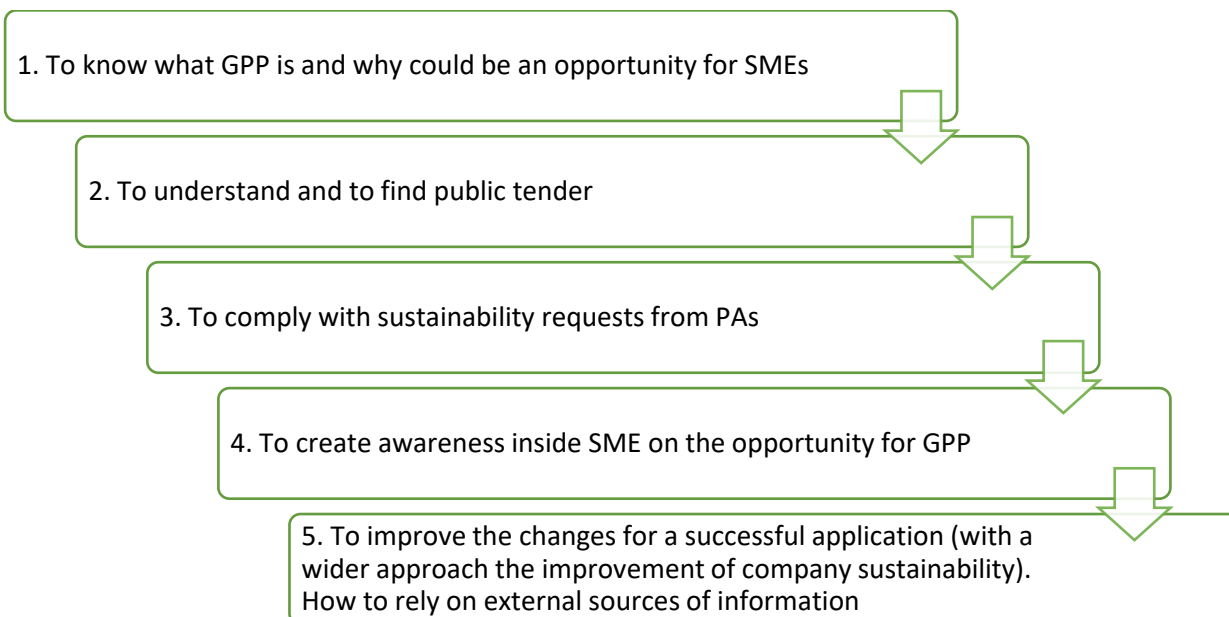 1. To know what GPP is and why could be an opportunity for SMEs
2. To understand and to find public tender
3. To comply with sustainability requests from PAs
4. To create awareness inside SME on the opportunity for GPP
5. To improve the changes for a successful application (with a
wider approach the improvement of company sustainability).
How to rely on external sources of information